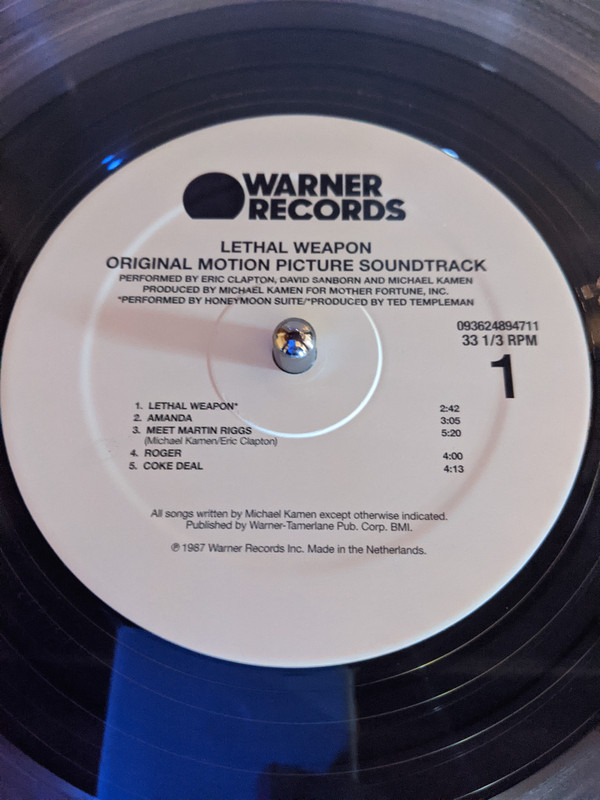 WARNER
RECORDS
LETHAL WEAPON
ORIGINAL MOTION PICTURE SOUNDTRACK
PERFORMED BY ERIC CLAPTON, DAVID SANBORN AND MICHAEL KAMEN
PRODUCED BY MICHAEL KAMEN FOR MOTHER FORTUNE, INC.
*PERFORMED BY HONEYMOON SUITE/*PRODUCED BY TED TEMPLEMAN
093624894711
33 1/3 RPM
1
1. LETHAL WEAPON* 2:42
2. AMANDA 3:05
3. MEET MARTIN RIGGS 5:20
(Michael Kamen/Eric Clapton)
4. ROGER 4:00
5. COKE DEAL 4:13
All songs written by Michael Kamen except otherwise indicated.
Published by Warner-Tamerlane Pub. Corp. BMI.
℗ 1987 Warner Records Inc. Made in the Netherlands.